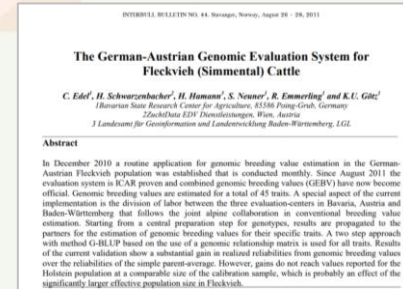 INTERBULL BULLETIN NO. 44. Stavanger, Norway, August 26 - 29, 2011
The German-Austrian Genomic Evaluation System for
Fleckvieh (Simmental) Cattle
C. Edel¹, H. Schwarzenbacher², H. Hamann³, S. Neuner¹, R. Emmerling¹ and K.U. Götz¹
1Bavarian State Research Center for Agriculture, 85586 Poing-Grub, Germany
2ZuchtData EDV Dienstleistungen, Wien, Austria
3 Landesamt für Geoinformation und Landentwicklung Baden-Württemberg, LGL
Abstract
In December 2010 a routine application for genomic breeding value estimation in the German-
Austrian Fleckvieh population was established that is conducted monthly. Since August 2011 the
evaluation system is ICAR proven and combined genomic breeding values (GEBV) have now become
official. Genomic breeding values are estimated for a total of 45 traits. A special aspect of the current
implementation is the division of labor between the three evaluation-centers in Bavaria, Austria and
Baden-Württemberg that follows the joint alpine collaboration in conventional breeding value
estimation. Starting from a central preparation step for genotypes, results are propagated to the
partners for the estimation of genomic breeding values for their specific traits. A two step approach
with method G-BLUP based on the use of a genomic relationship matrix is used for all traits. Results
of the current validation show a substantial gain in realized reliabilities from genomic breeding values
over the reliabilities of the simple parent-average. However, gains do not reach values reported for the
Holstein population at a comparable size of the calibration sample, which is probably an effect of the
significantly larger effective population size in Fleckvieh.